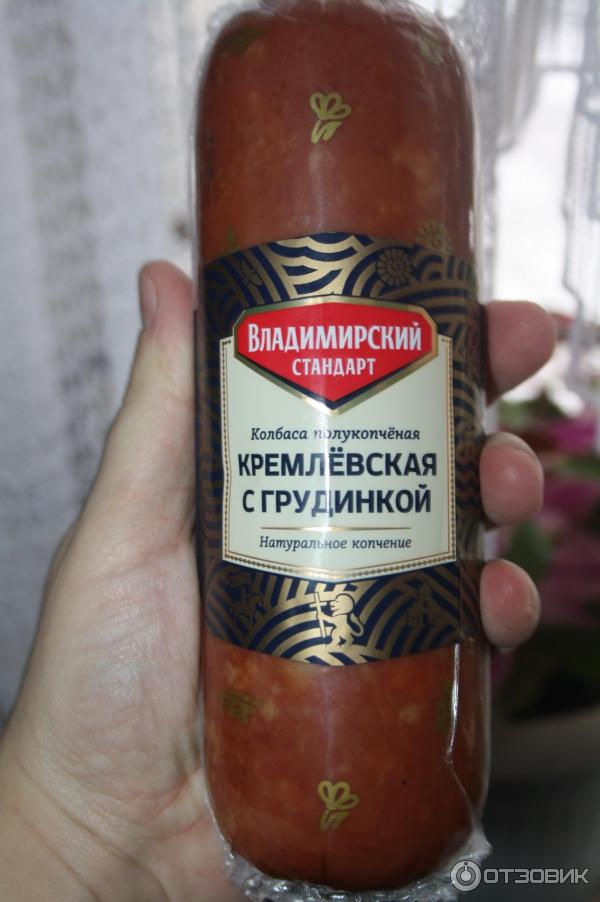 ВЛАДИМИРСКИЙ
СТАНДАРТ
Колбаса полукопчёная
КРЕМЛЁВСКАЯ
С ГРУДИНКОЙ
Натуральное копчение
ОТЗОВИК